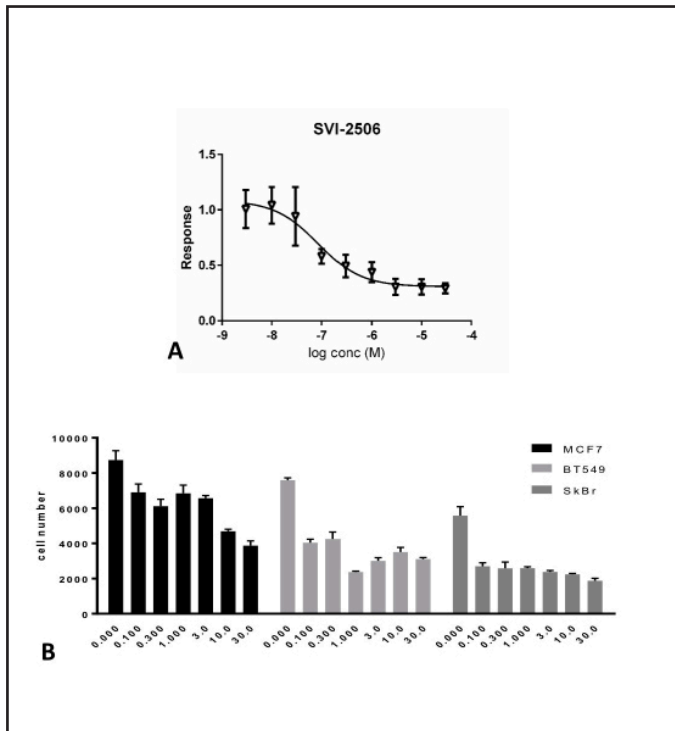 SVI-2506
1.5
1.0
0.5
0.0
Response
-9 -8 -7 -6 -5 -4
log conc (M)
A
10000
8000
6000
4000
2000
0
cell number
MCF7
BT549
SkBr
0.000 0.100 0.300 1.000 3.0 10.0 30.0 0.000 0.100 0.300 1.000 3.0 10.0 30.0 0.000 0.100 0.300 1.000 3.0 10.0 30.0
B